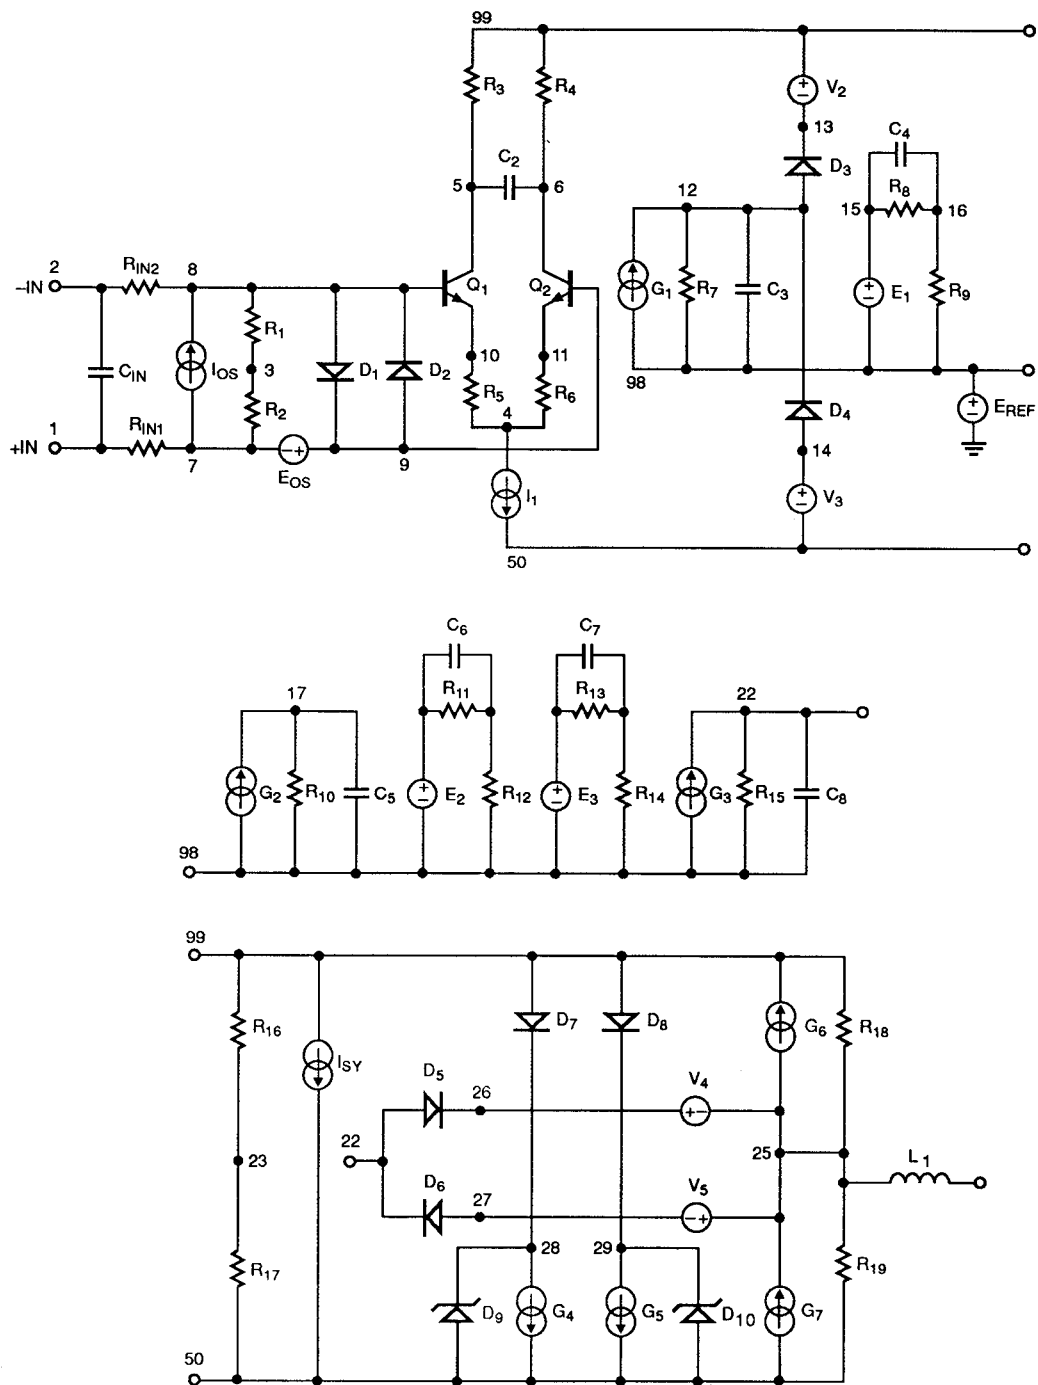 99
R3
R4
V2
+
−
13
C2
C4
D3
5
6
R8
12
15
16
2
RIN2
8
−IN
Q1
Q2
G1
R7
C3
E1
+
−
R9
R1
10
11
CIN
IOS
3
D1
D2
98
R5
R6
R2
4
D4
EREF
+
−
1
RIN1
+IN
−+
7
EOS
9
14
I1
V3
+
−
50
C6
C7
17
R11
R13
22
G2
R10
C5
E2
+
−
R12
E3
+
−
R14
G3
R15
C8
98
99
R16
D7
D8
G6
R18
ISY
D5
26
V4
+−
22
23
25
L1
D6
27
V5
−+
28
29
R17
R19
D9
G4
G5
D10
G7
50